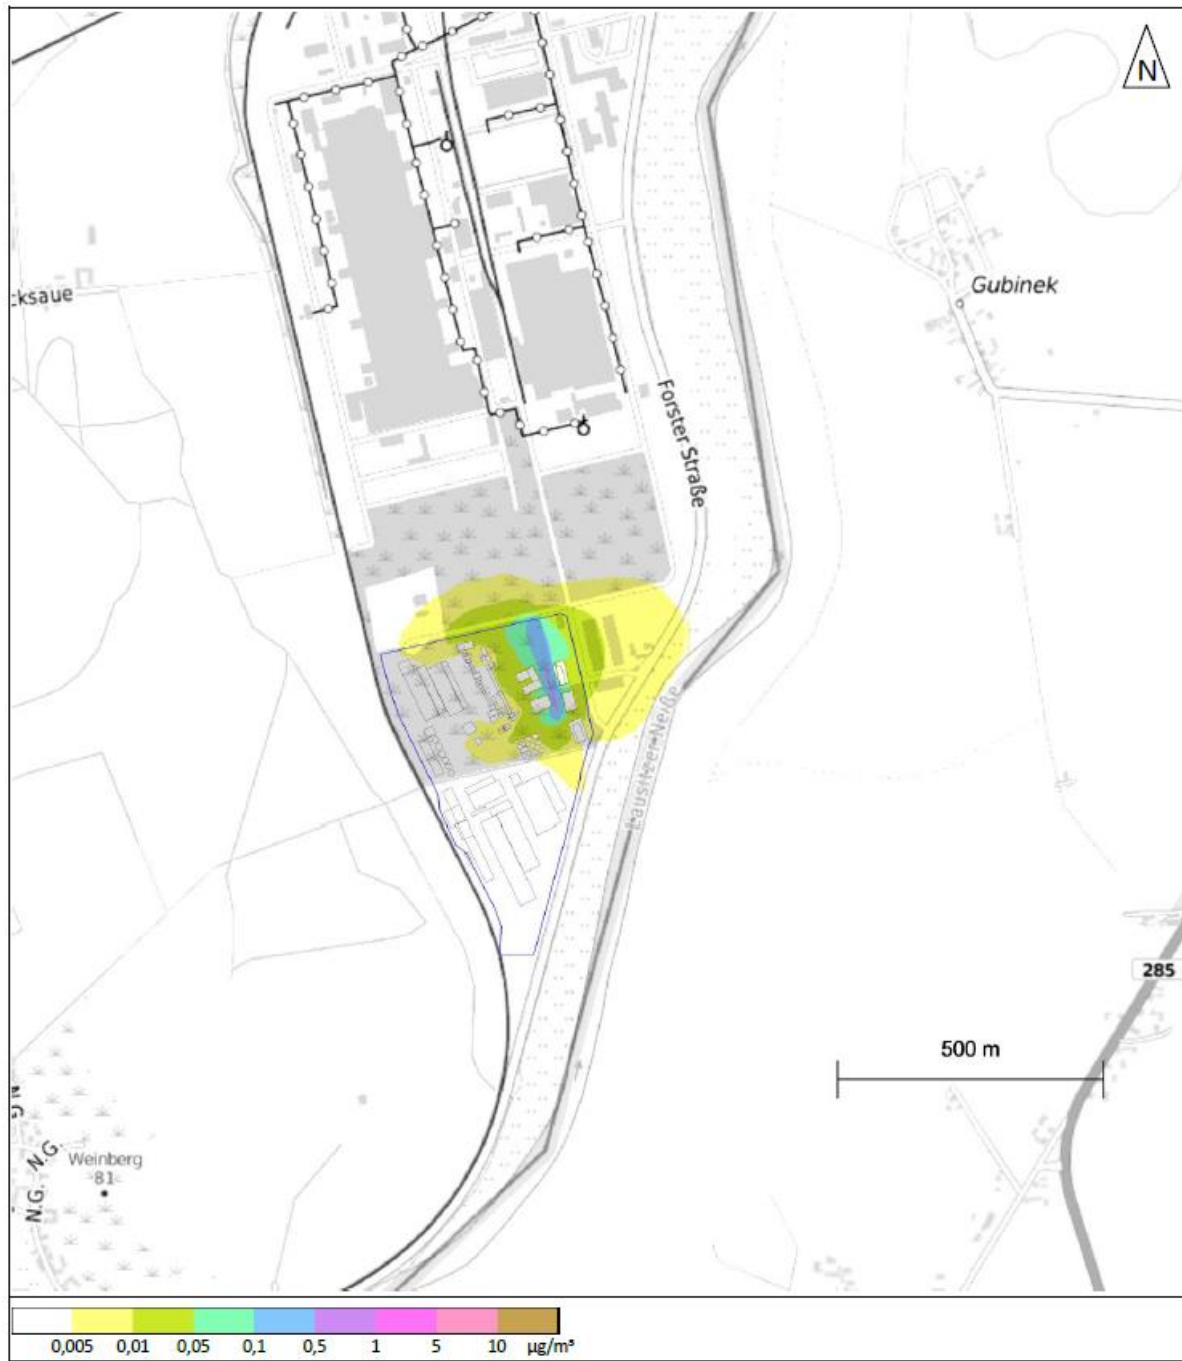 N
cksaue
Gubinek
Forster Straße
Lausitzer Neiße
285
500 m
N.G.
N.G.
Weinberg
81
0,005 0,01 0,05 0,1 0,5 1 5 10 µg/m³